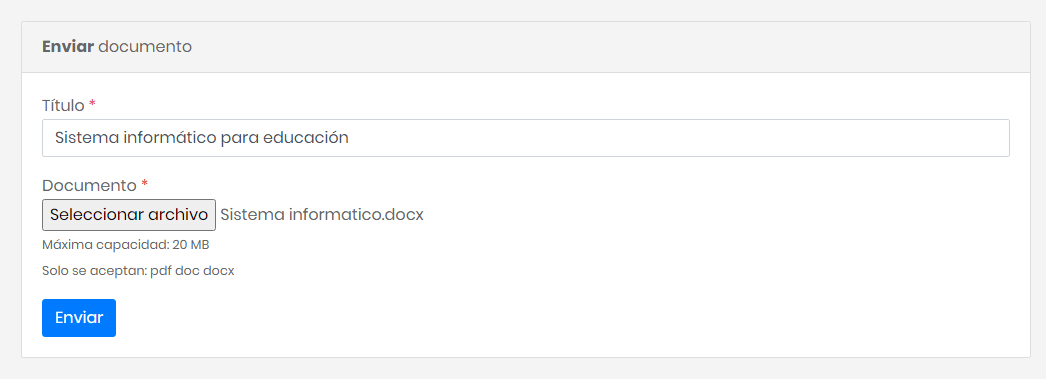 Enviar documento
Título *
Sistema informático para educación
Documento *
Seleccionar archivo Sistema informatico.docx
Máxima capacidad: 20 MB
Solo se aceptan: pdf doc docx
Enviar